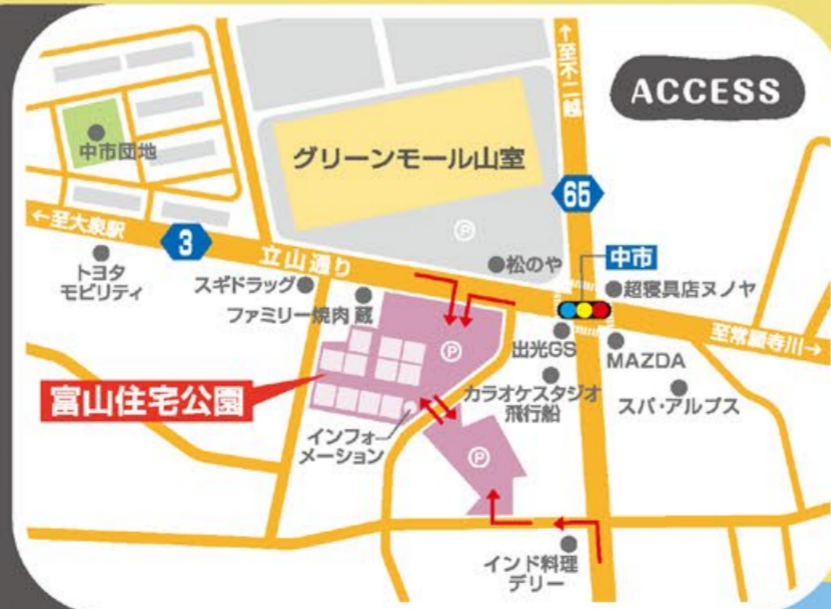 ACCESS
↑至不二越
中市団地
グリーンモール山室
P
65
←至大泉駅
3
立山通り
松のや
中市
トヨタ
モビリティ
スギドラッグ
ファミリー焼肉 蔵
超寝具店ヌノヤ
至常願寺川→
P
出光GS
MAZDA
富山住宅公園
カラオケスタジオ
飛行船
スパ・アルプス
インフォ
メーション
P
インド料理
デリー